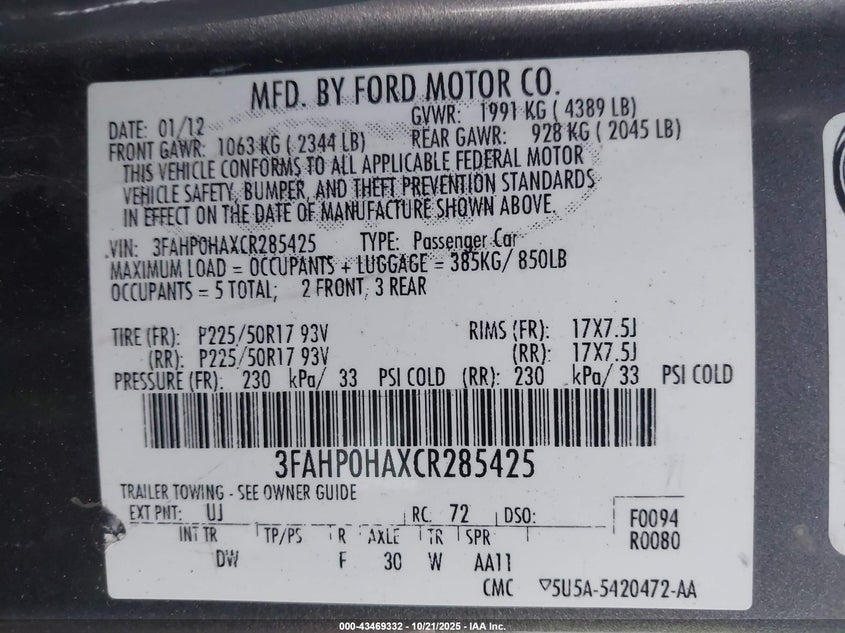 MFD. BY FORD MOTOR CO.
DATE: 01/12 GVWR: 1991 KG ( 4389 LB)
FRONT GAWR: 1063 KG ( 2344 LB) REAR GAWR: 928 KG ( 2045 LB)
THIS VEHICLE CONFORMS TO ALL APPLICABLE FEDERAL MOTOR
VEHICLE SAFETY, BUMPER, AND THEFT PREVENTION STANDARDS
IN EFFECT ON THE DATE OF MANUFACTURE SHOWN ABOVE.
VIN: 3FAHP0HAXCR285425 TYPE: Passenger Car
MAXIMUM LOAD = OCCUPANTS + LUGGAGE = 385KG/ 850LB
OCCUPANTS = 5 TOTAL; 2 FRONT, 3 REAR
TIRE (FR): P225/50R17 93V RIMS (FR): 17X7.5J
(RR): P225/50R17 93V (RR): 17X7.5J
PRESSURE (FR): 230 kPa/ 33 PSI COLD (RR): 230 kPa/ 33 PSI COLD
3FAHP0HAXCR285425
TRAILER TOWING - SEE OWNER GUIDE
EXT PNT: UJ RC: 72 DSO: F0094
INT TR TP/PS R AXLE TR SPR R0080
DW F 30 W AA11
CMC ▽5U5A-5420472-AA
000-43469332 - 10/21/2025 - IAA Inc.